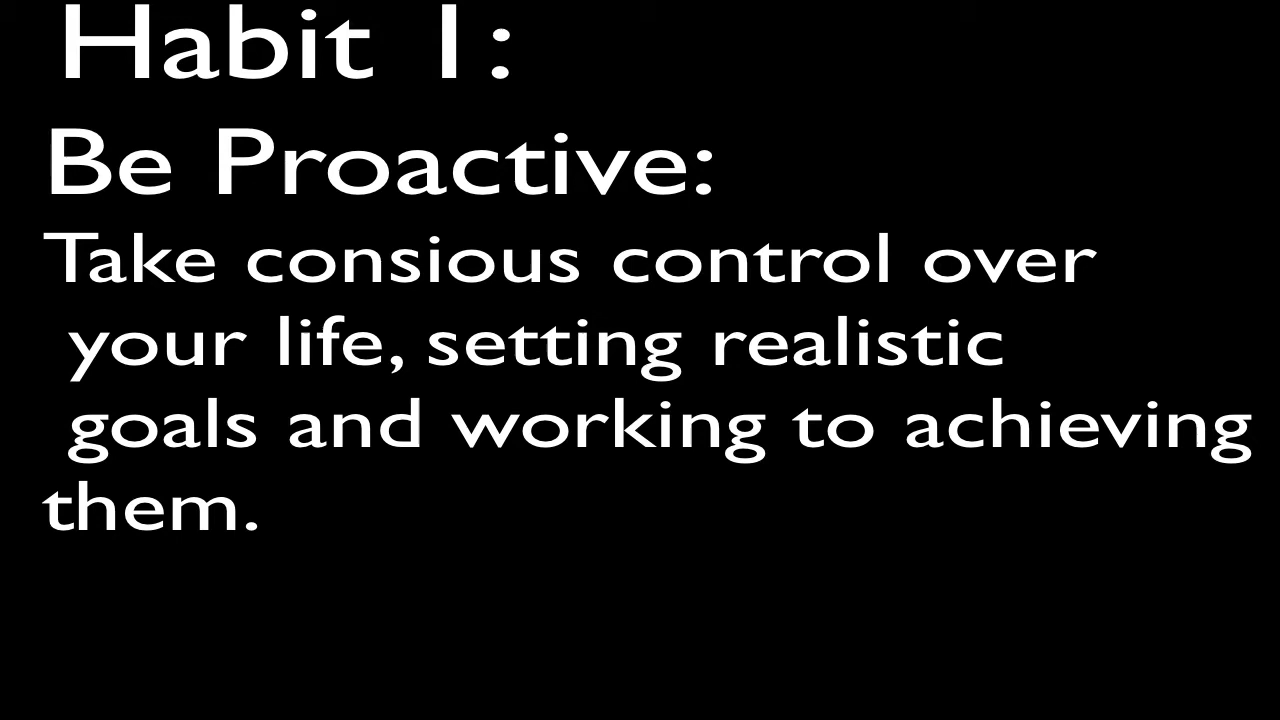 Habit 1:
Be Proactive:
Take consious control over
your life, setting realistic
goals and working to achieving
them.